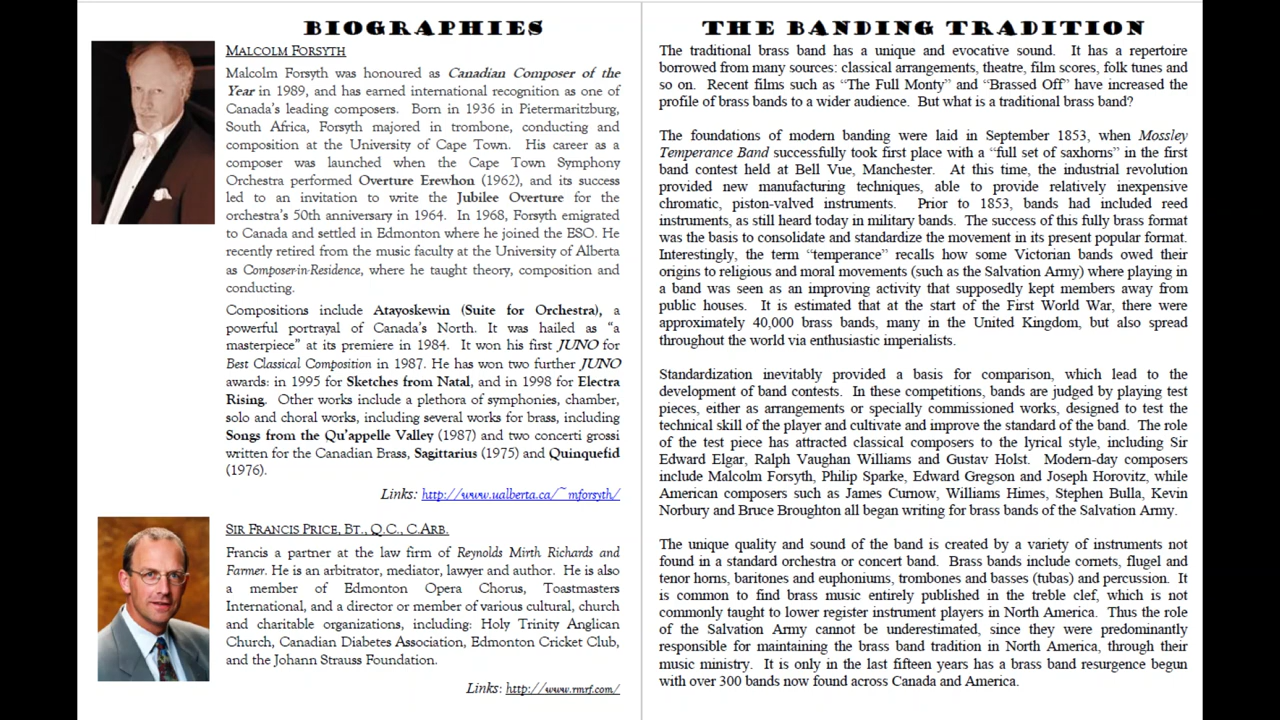 BIOGRAPHIES
MALCOLM FORSYTH
Malcolm Forsyth was honoured as Canadian Composer of the
Year in 1989, and has earned international recognition as one of
Canada's leading composers. Born in 1936 in Pietermaritzburg,
South Africa, Forsyth majored in trombone, conducting and
composition at the University of Cape Town. His career as a
composer was launched when the Cape Town Symphony
Orchestra performed Overture Erewhon (1962), and its success
led to an invitation to write the Jubilee Overture for the
orchestra's 50th anniversary in 1964. In 1968, Forsyth emigrated
to Canada and settled in Edmonton where he joined the ESO. He
recently retired from the music faculty at the University of Alberta
as Composer-in-Residence, where he taught theory, composition and
conducting.
Compositions include Atayoskewin (Suite for Orchestra), a
powerful portrayal of Canada's North. It was hailed as “a
masterpiece” at its premiere in 1984. It won his first JUNO for
Best Classical Composition in 1987. He has won two further JUNO
awards: in 1995 for Sketches from Natal, and in 1998 for Electra
Rising. Other works include a plethora of symphonies, chamber,
solo and choral works, including several works for brass, including
Songs from the Qu'appelle Valley (1987) and two concerti grossi
written for the Canadian Brass, Sagittarius (1975) and Quinquefid
(1976).
Links: http://www.ualberta.ca/~mforsyth/
SIR FRANCIS PRICE, BT., Q.C., C.ARB.
Francis a partner at the law firm of Reynolds Mirth Richards and
Farmer. He is an arbitrator, mediator, lawyer and author. He is also
a member of Edmonton Opera Chorus, Toastmasters
International, and a director or member of various cultural, church
and charitable organizations, including: Holy Trinity Anglican
Church, Canadian Diabetes Association, Edmonton Cricket Club,
and the Johann Strauss Foundation.
Links: http://www.rmrf.com/
THE BANDING TRADITION
The traditional brass band has a unique and evocative sound. It has a repertoire
borrowed from many sources: classical arrangements, theatre, film scores, folk tunes and
so on. Recent films such as “The Full Monty” and “Brassed Off” have increased the
profile of brass bands to a wider audience. But what is a traditional brass band?
The foundations of modern banding were laid in September 1853, when Mossley
Temperance Band successfully took first place with a “full set of saxhorns” in the first
band contest held at Bell Vue, Manchester. At this time, the industrial revolution
provided new manufacturing techniques, able to provide relatively inexpensive
chromatic, piston-valved instruments. Prior to 1853, bands had included reed
instruments, as still heard today in military bands. The success of this fully brass format
was the basis to consolidate and standardize the movement in its present popular format.
Interestingly, the term “temperance” recalls how some Victorian bands owed their
origins to religious and moral movements (such as the Salvation Army) where playing in
a band was seen as an improving activity that supposedly kept members away from
public houses. It is estimated that at the start of the First World War, there were
approximately 40,000 brass bands, many in the United Kingdom, but also spread
throughout the world via enthusiastic imperialists.
Standardization inevitably provided a basis for comparison, which lead to the
development of band contests. In these competitions, bands are judged by playing test
pieces, either as arrangements or specially commissioned works, designed to test the
technical skill of the player and cultivate and improve the standard of the band. The role
of the test piece has attracted classical composers to the lyrical style, including Sir
Edward Elgar, Ralph Vaughan Williams and Gustav Holst. Modern-day composers
include Malcolm Forsyth, Philip Sparke, Edward Gregson and Joseph Horovitz, while
American composers such as James Curnow, Williams Himes, Stephen Bulla, Kevin
Norbury and Bruce Broughton all began writing for brass bands of the Salvation Army.
The unique quality and sound of the band is created by a variety of instruments not
found in a standard orchestra or concert band. Brass bands include cornets, flugel and
tenor horns, baritones and euphoniums, trombones and basses (tubas) and percussion. It
is common to find brass music entirely published in the treble clef, which is not
commonly taught to lower register instrument players in North America. Thus the role
of the Salvation Army cannot be underestimated, since they were predominantly
responsible for maintaining the brass band tradition in North America, through their
music ministry. It is only in the last fifteen years has a brass band resurgence begun
with over 300 bands now found across Canada and America.